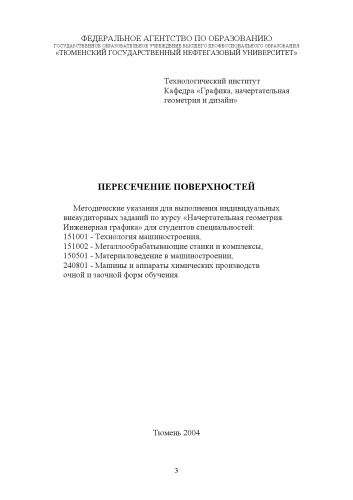 ФЕДЕРАЛЬНОЕ АГЕНТСТВО ПО ОБРАЗОВАНИЮ
ГОСУДАРСТВЕННОЕ ОБРАЗОВАТЕЛЬНОЕ УЧРЕЖДЕНИЕ ВЫСШЕГО ПРОФЕССИОНАЛЬНОГО ОБРАЗОВАНИЯ
«ТЮМЕНСКИЙ ГОСУДАРСТВЕННЫЙ НЕФТЕГАЗОВЫЙ УНИВЕРСИТЕТ»
Технологический институт
Кафедра «Графика, начертательная
геометрия и дизайн»
ПЕРЕСЕЧЕНИЕ ПОВЕРХНОСТЕЙ
Методические указания для выполнения индивидуальных
внеаудиторных заданий по курсу «Начертательная геометрия.
Инженерная графика» для студентов специальностей:
151001 - Технология машиностроения,
151002 - Металлообрабатывающие станки и комплексы,
150501 - Материаловедение в машиностроении,
240801 - Машины и аппараты химических производств
очной и заочной форм обучения.
Тюмень 2004
3